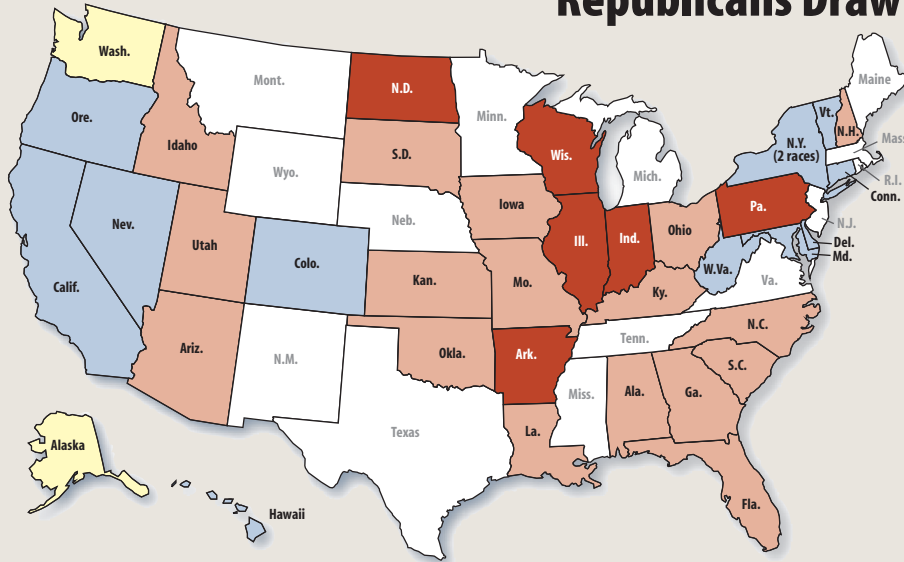 Republicans Draw
Wash.
Mont.
N.D.
Minn.
Maine
Ore.
Idaho
S.D.
Wis.
Vt.
N.H.
N.Y.
(2 races)
Mass
Wyo.
Mich.
R.I.
Conn.
Nev.
Neb.
Iowa
Pa.
N.J.
Utah
Colo.
Ill.
Ind.
Ohio
Del.
Md.
Calif.
Kan.
Mo.
W.Va.
Va.
Ky.
Ariz.
N.M.
Okla.
Ark.
Tenn.
N.C.
S.C.
Texas
Miss.
Ala.
Ga.
La.
Alaska
Hawaii
Fla.